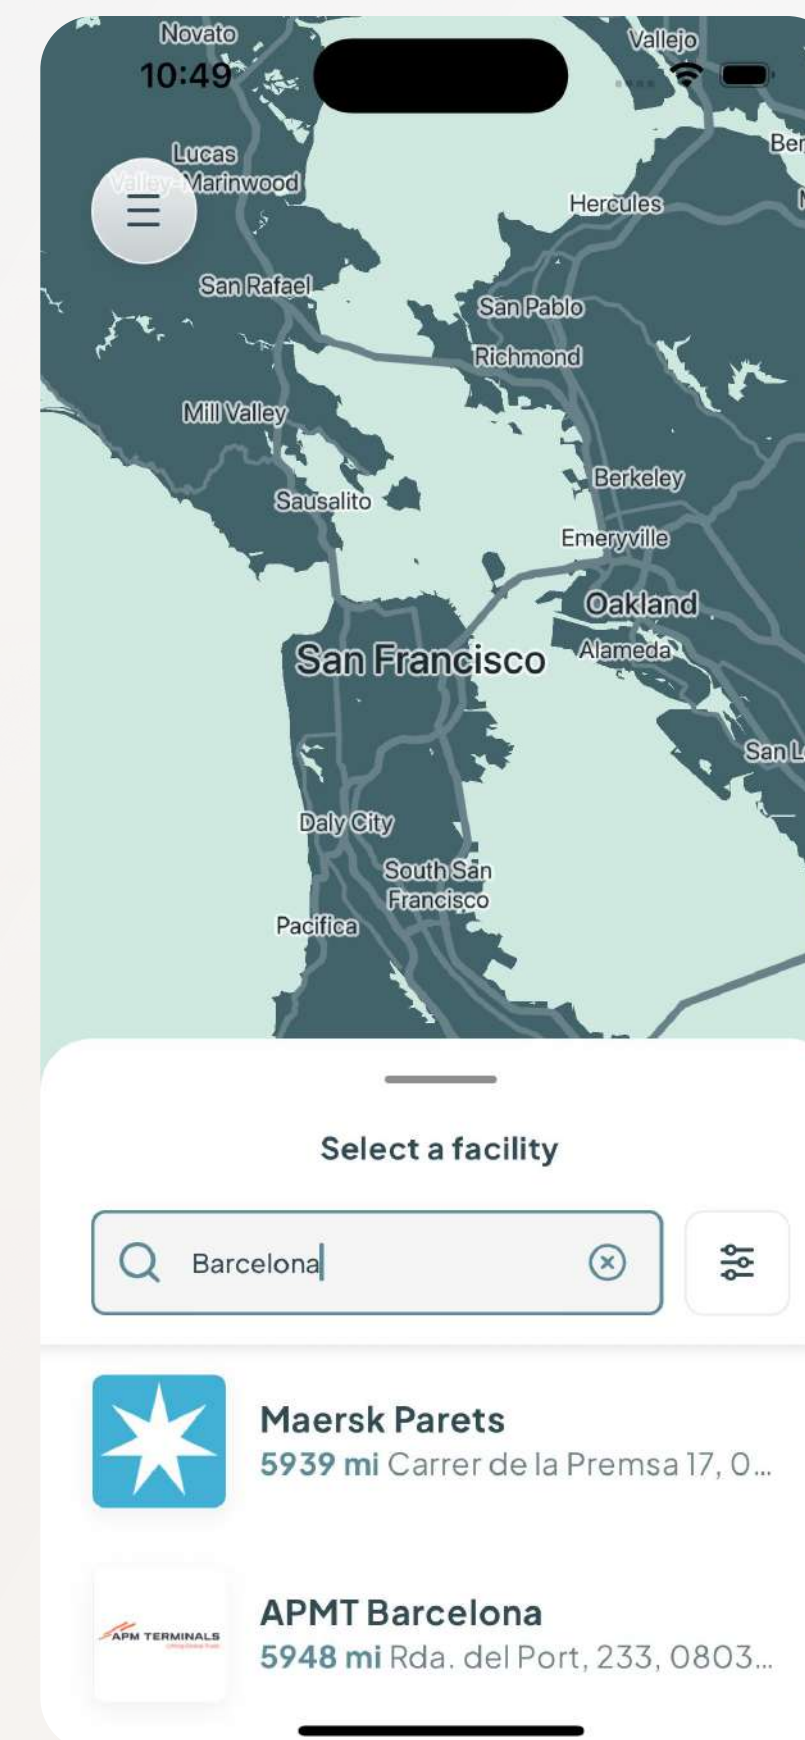 Novato
Vallejo
10:49
Lucas
Valley-Marinwood
Ber
Hercules
San Rafael
San Pablo
Richmond
Mill Valley
Berkeley
Sausalito
Emeryville
Oakland
San Francisco
Alameda
San L
Daly City
South San
Francisco
Pacifica
Select a facility
Barcelona
Maersk Parets
5939 mi Carrer de la Premsa 17, 0...
APM TERMINALS
APMT Barcelona
5948 mi Rda. del Port, 233, 0803...